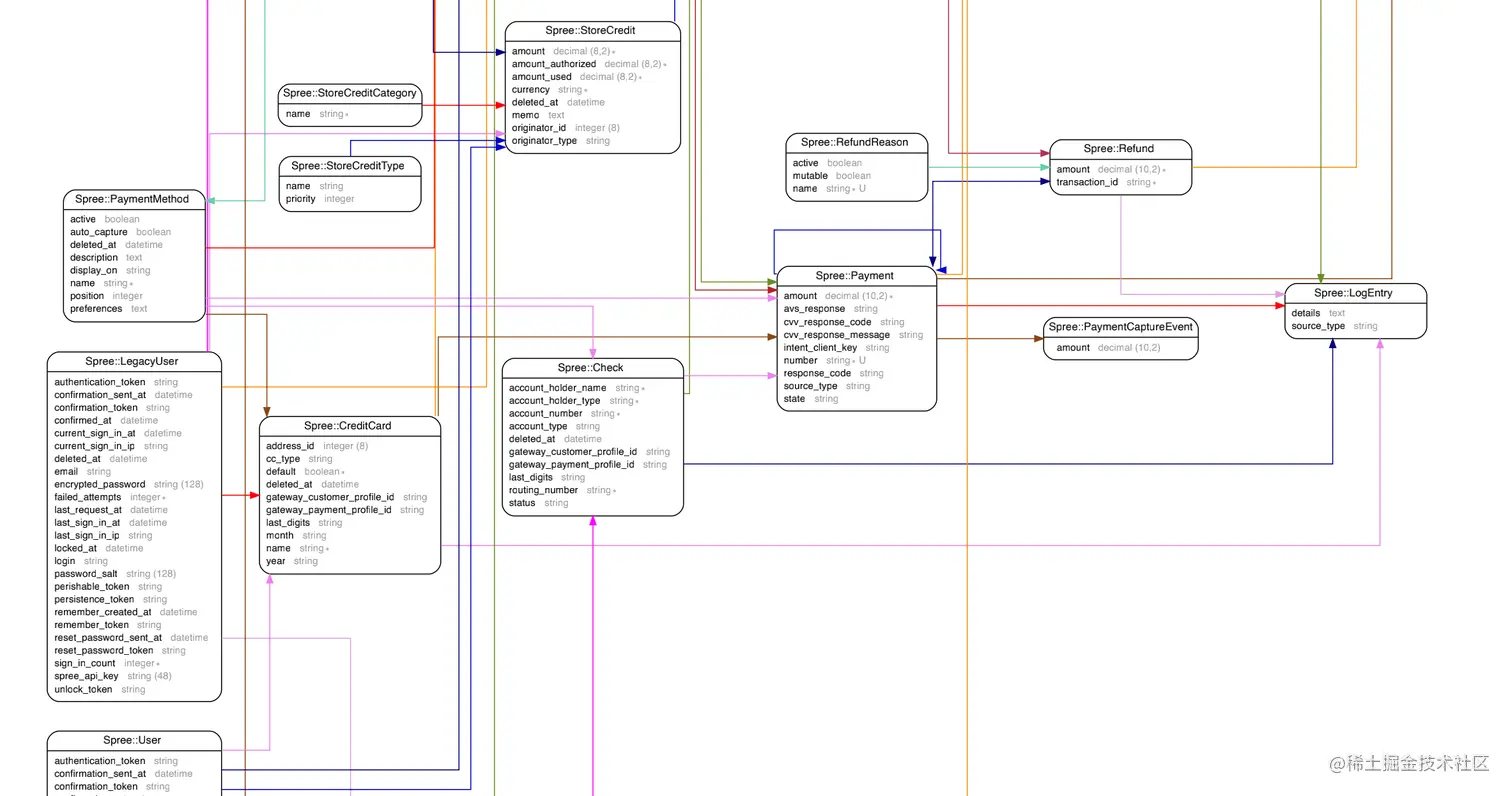 Spree::StoreCredit
amount decimal (8,2) ∗
amount_authorized decimal (8,2) ∗
amount_used decimal (8,2) ∗
currency string ∗
deleted_at datetime
memo text
originator_id integer (8)
originator_type string
Spree::StoreCreditCategory
name string ∗
Spree::StoreCreditType
name string
priority integer
Spree::RefundReason
active boolean
mutable boolean
name string ∗ U
Spree::Refund
amount decimal (10,2) ∗
transaction_id string ∗
Spree::PaymentMethod
active boolean
auto_capture boolean
deleted_at datetime
description text
display_on string
name string ∗
position integer
preferences text
Spree::Payment
amount decimal (10,2) ∗
avs_response string
cvv_response_code string
cvv_response_message string
intent_client_key string
number string ∗ U
response_code string
source_type string
state string
Spree::LogEntry
details text
source_type string
Spree::PaymentCaptureEvent
amount decimal (10,2)
Spree::LegacyUser
authentication_token string
confirmation_sent_at datetime
confirmation_token string
confirmed_at datetime
current_sign_in_at datetime
current_sign_in_ip string
deleted_at datetime
email string
encrypted_password string (128)
failed_attempts integer ∗
last_request_at datetime
last_sign_in_at datetime
last_sign_in_ip string
locked_at datetime
login string
password_salt string (128)
perishable_token string
persistence_token string
remember_created_at datetime
remember_token string
reset_password_sent_at datetime
reset_password_token string
sign_in_count integer ∗
spree_api_key string (48)
unlock_token string
Spree::CreditCard
address_id integer (8)
cc_type string
default boolean ∗
deleted_at datetime
gateway_customer_profile_id string
gateway_payment_profile_id string
last_digits string
month string
name string ∗
year string
Spree::Check
account_holder_name string ∗
account_holder_type string ∗
account_number string ∗
account_type string
deleted_at datetime
gateway_customer_profile_id string
gateway_payment_profile_id string
last_digits string
routing_number string ∗
status string
Spree::User
authentication_token string
confirmation_sent_at datetime
confirmation_token string
@稀土掘金技术社区